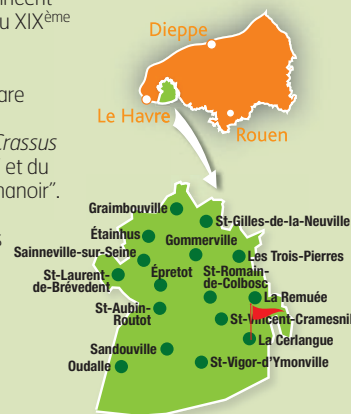 u XIXème
are
Crassus
et du
manoir”.
s
Dieppe
Le Havre
Rouen
Graimbouville
St-Gilles-de-la-Neuville
Étainhus
Gommerville
Sainneville-sur-Seine
Les Trois-Pierres
St-Laurent-
de-Brévedent
Épretot
St-Romain-
de-Colbosc
La Remuée
St-Aubin-
Routot
St-Vincent-Cramesnil
La Cerlangue
Sandouville
Oudalle
St-Vigor-d'Ymonville